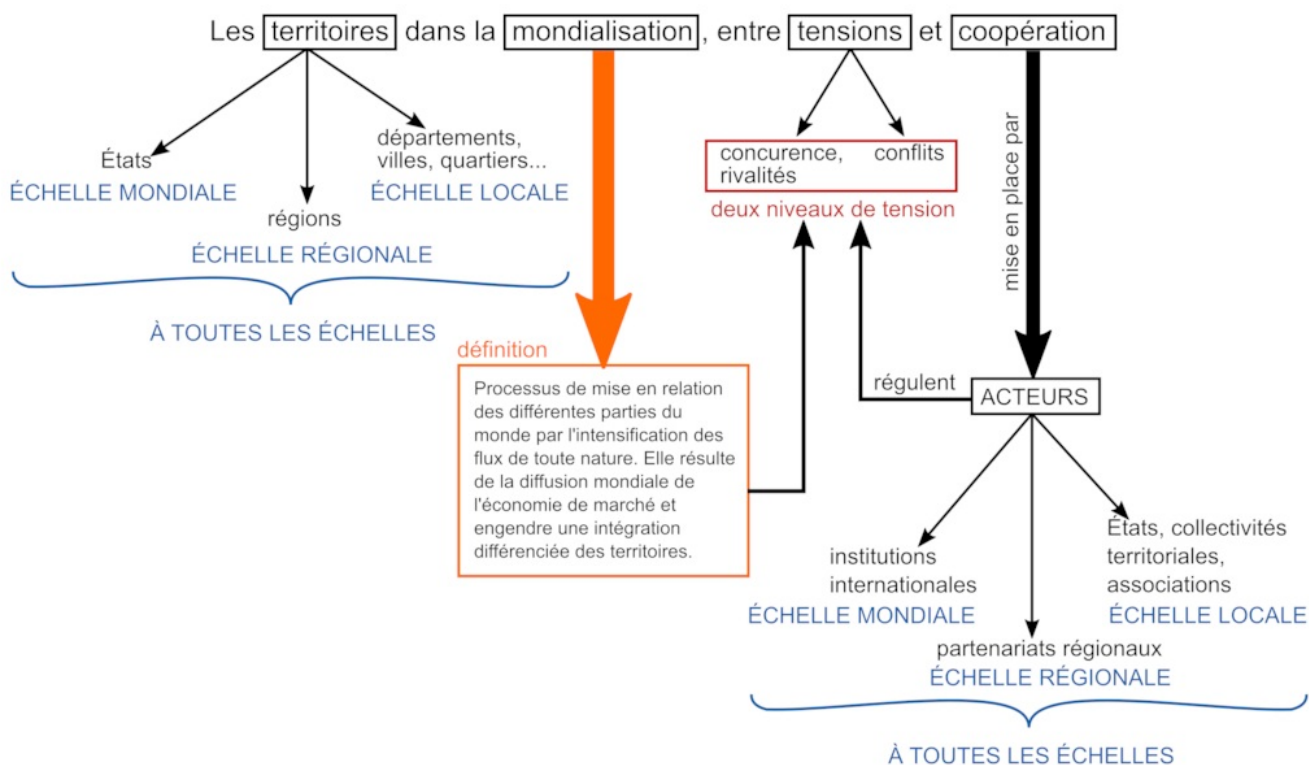 Les territoires dans la mondialisation, entre tensions et coopération
États
ÉCHELLE MONDIALE
départements,
villes, quartiers...
ÉCHELLE LOCALE
régions
ÉCHELLE RÉGIONALE
À TOUTES LES ÉCHELLES
définition
Processus de mise en relation
des différentes parties du
monde par l'intensification des
flux de toute nature. Elle résulte
de la diffusion mondiale de
l'économie de marché et
engendre une intégration
différenciée des territoires.
concurence,
rivalités
conflits
deux niveaux de tension
mise en place par
régulent
ACTEURS
institutions
internationales
ÉCHELLE MONDIALE
États, collectivités
territoriales,
associations
ÉCHELLE LOCALE
partenariats régionaux
ÉCHELLE RÉGIONALE
À TOUTES LES ÉCHELLES